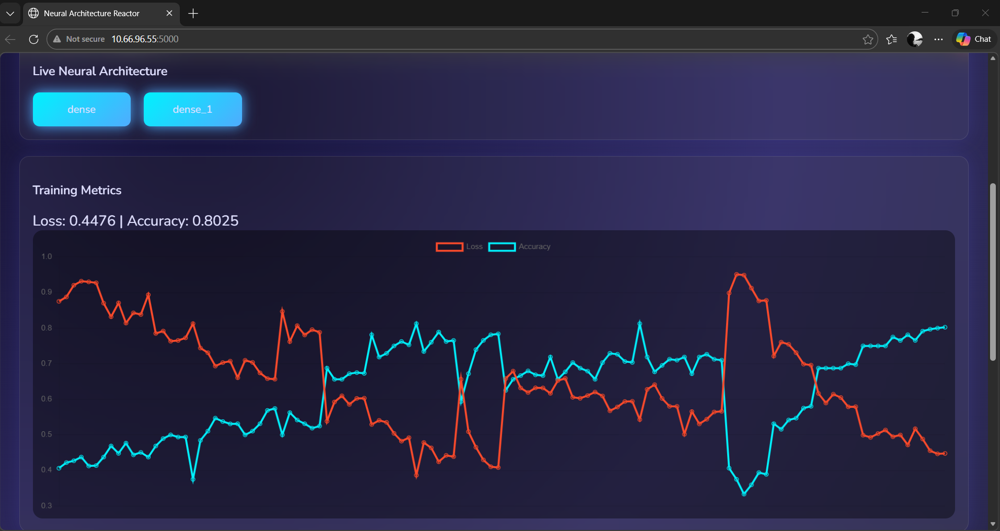 Neural Architecture Reactor
Not secure 10.66.96.55:5000
Chat
Live Neural Architecture
dense dense_1
Training Metrics
Loss: 0.4476 | Accuracy: 0.8025
Loss Accuracy
1.0
0.9
0.8
0.7
0.6
0.5
0.4
0.3